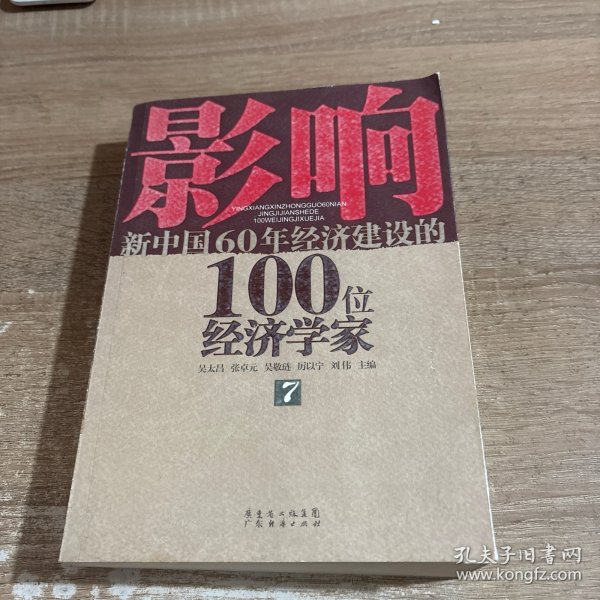 影响
YINGXIANGXINZHONGGUO60NIAN
JINGJIJIANSHEDE
100WEIJINGJIXUEJIA
新中国60年经济建设的
100位
经济学家
吴太昌 张卓元 吴敬琏 厉以宁 刘伟 主编
7
广东省出版集团
广东经济出版社
孔夫子旧书网
www.kongfz.com